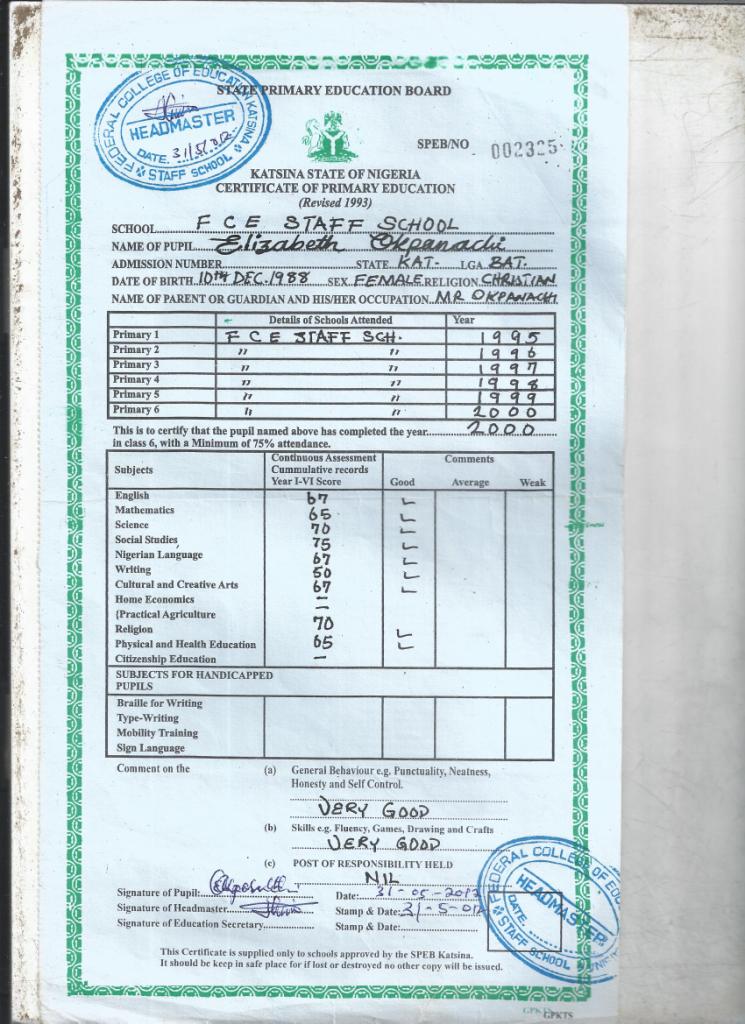 STATE PRIMARY EDUCATION BOARD
FEDERAL COLLEGE OF EDUCATION KATSINA
HEADMASTER
DATE 31/5/012
STAFF SCHOOL
SPEB/NO 002325
KATSINA STATE OF NIGERIA
CERTIFICATE OF PRIMARY EDUCATION
(Revised 1993)
SCHOOL F C E STAFF SCHOOL
NAME OF PUPIL Elizabeth Okpanachi
ADMISSION NUMBER STATE KAT- LGA BAT-
DATE OF BIRTH 10TH DEC. 1988 SEX FEMALE RELIGION CHRISTIAN
NAME OF PARENT OR GUARDIAN AND HIS/HER OCCUPATION MR OKPANACHI
Details of Schools Attended Year
Primary 1 F C E STAFF SCH. 1995
Primary 2 " " 1996
Primary 3 " " 1997
Primary 4 " " 1998
Primary 5 " " 1999
Primary 6 " " 2000
This is to certify that the pupil named above has completed the year 2000
in class 6, with a Minimum of 75% attendance.
Subjects Continuous Assessment Cummulative records Year I-VI Score Comments
Good Average Weak
English 67
Mathematics 65
Science 70
Social Studies 75
Nigerian Language 67
Writing 50
Cultural and Creative Arts 67
Home Economics –
{Practical Agriculture
Religion 70
Physical and Health Education 65
Citizenship Education –
SUBJECTS FOR HANDICAPPED
PUPILS
Braille for Writing
Type-Writing
Mobility Training
Sign Language
Comment on the (a) General Behaviour e.g. Punctuality, Neatness,
Honesty and Self Control.
VERY GOOD
(b) Skills e.g. Fluency, Games, Drawing and Crafts
VERY GOOD
(c) POST OF RESPONSIBILITY HELD
NIL
Signature of Pupil: Date: 31-05-2012
Signature of Headmaster Stamp & Date: 31-5-012
Signature of Education Secretary Stamp & Date:
FEDERAL COLLEGE OF EDU
HEADMASTER
DATE
STAFF SCHOOL
This Certificate is supplied only to schools approved by the SPEB Katsina.
It should be keep in safe place for if lost or destroyed no other copy will be issued.
GPKTS